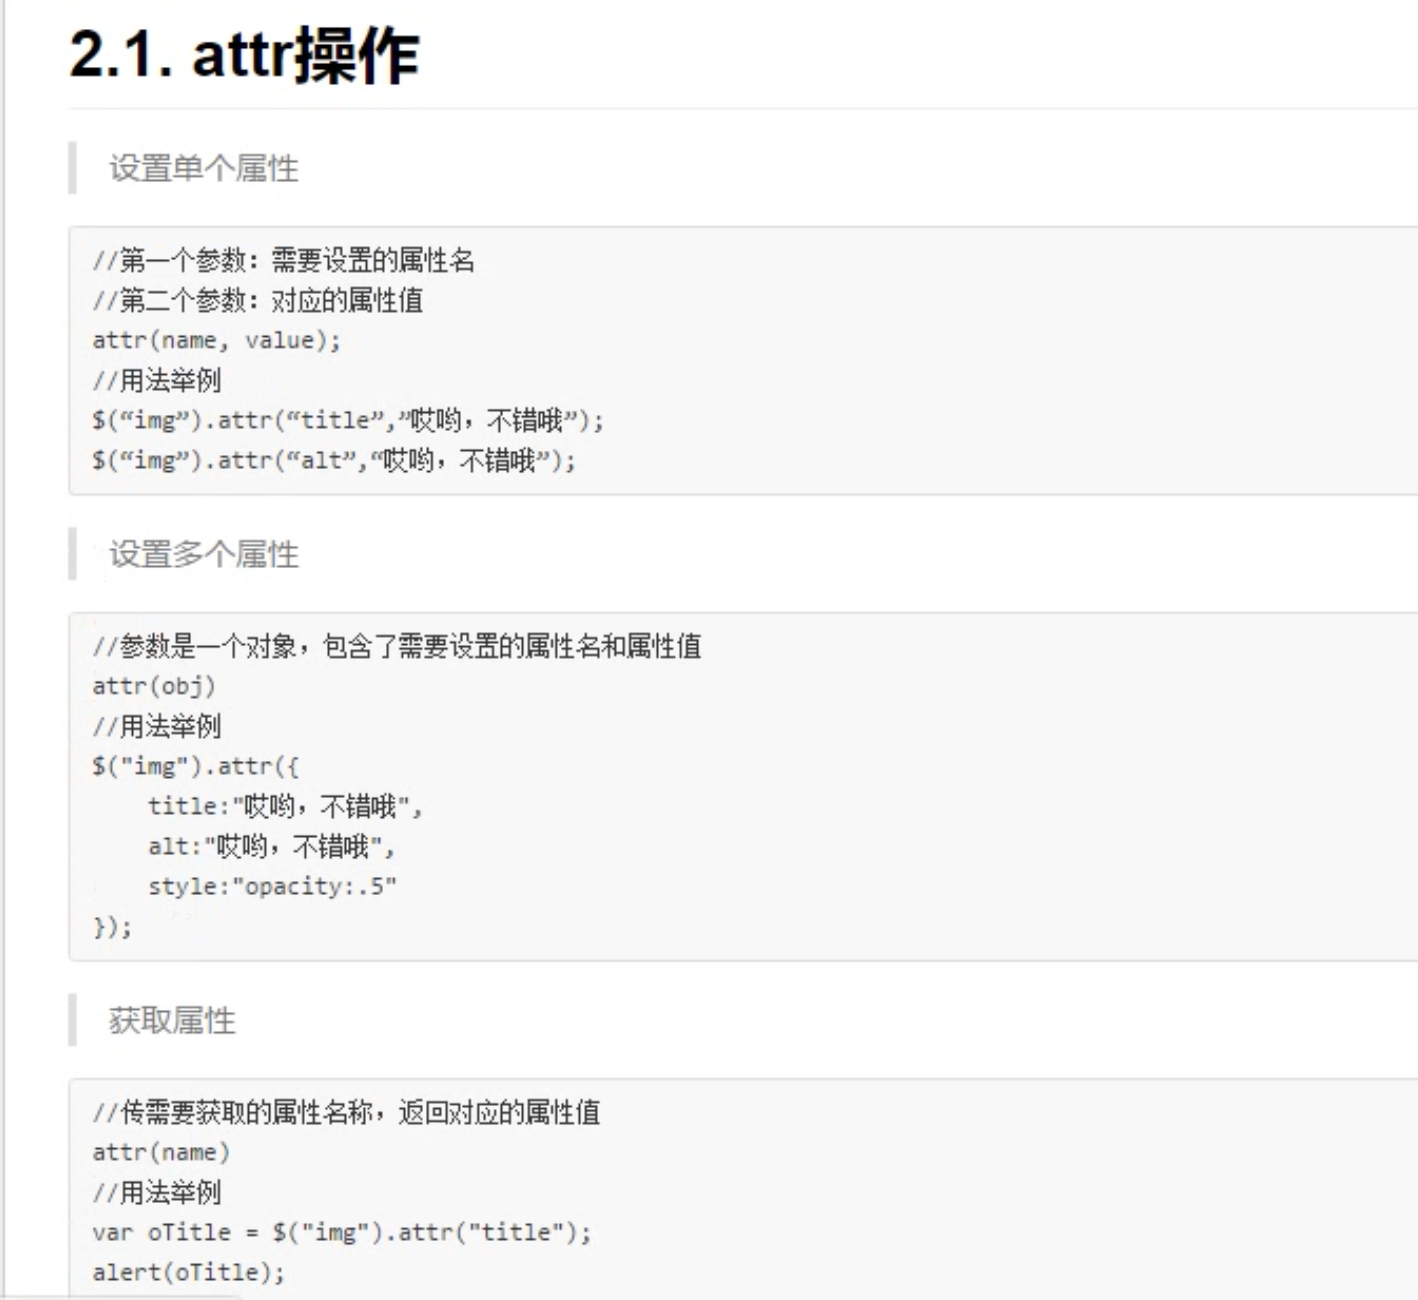 2.1. attr操作
设置单个属性
//第一个参数：需要设置的属性名
//第二个参数：对应的属性值
attr(name, value);
//用法举例
$(“img”).attr(“title”,”哎哟，不错哦”);
$(“img”).attr(“alt”,“哎哟，不错哦”);
设置多个属性
//参数是一个对象，包含了需要设置的属性名和属性值
attr(obj)
//用法举例
$("img").attr({
    title:"哎哟，不错哦",
    alt:"哎哟，不错哦",
    style:"opacity:.5"
});
获取属性
//传需要获取的属性名称，返回对应的属性值
attr(name)
//用法举例
var oTitle = $("img").attr("title");
alert(oTitle);